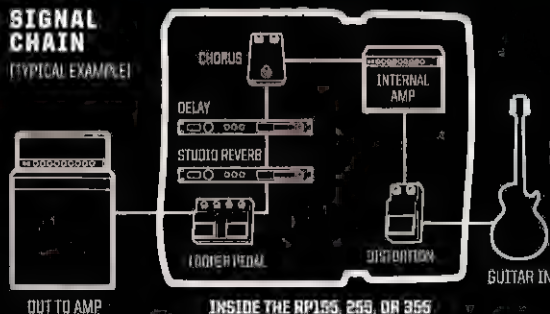 SIGNAL
CHAIN
[TYPICAL EXAMPLE]
CHORUS
INTERNAL
AMP
DELAY
STUDIO REVERB
LOOPER PEDAL
DISTORTION
GUITAR IN
OUT TO AMP
INSIDE THE RP155, 255, OR 355